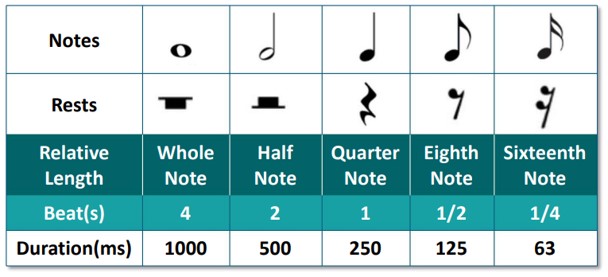 Notes
Rests
Relative Length Whole Note Half Note Quarter Note Eighth Note Sixteenth Note
Beat(s) 4 2 1 1/2 1/4
Duration(ms) 1000 500 250 125 63